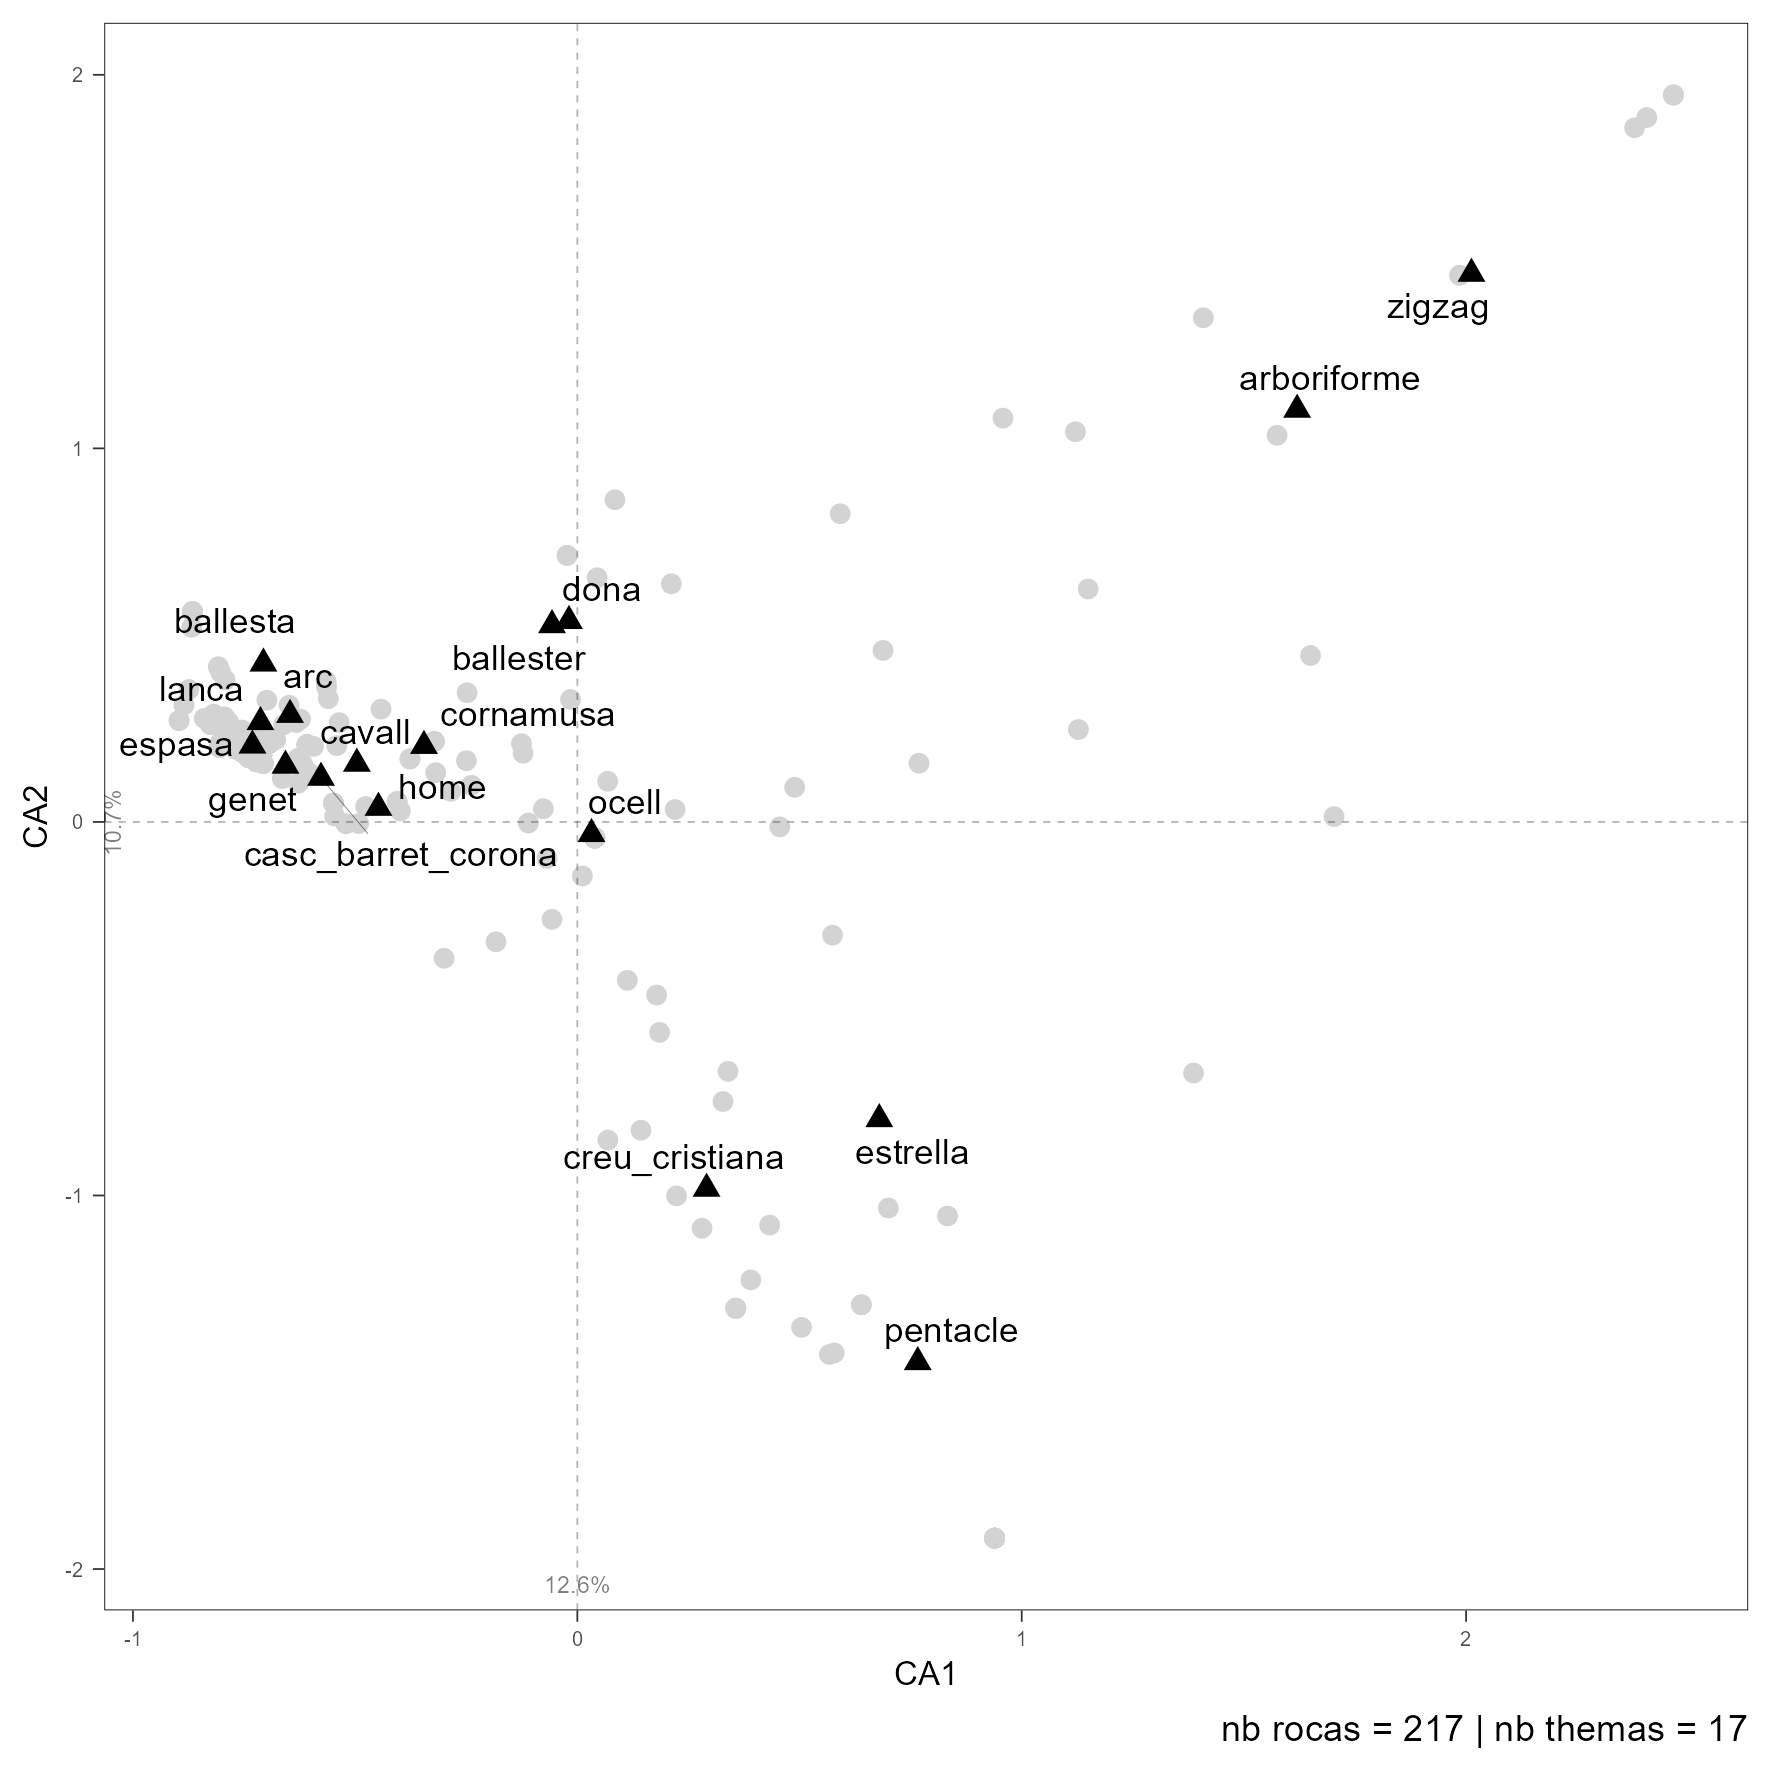 2
zigzag
arboriforme
1
dona
ballesta
ballester
arc
lanca
cornamusa
cavall
espasa
home
genet
ocell
0
CA2
10.7%
casc_barret_corona
creu_cristiana
estrella
-1
pentacle
-2
12.6%
-1 0 1 2
CA1
nb rocas = 217 | nb themas = 17